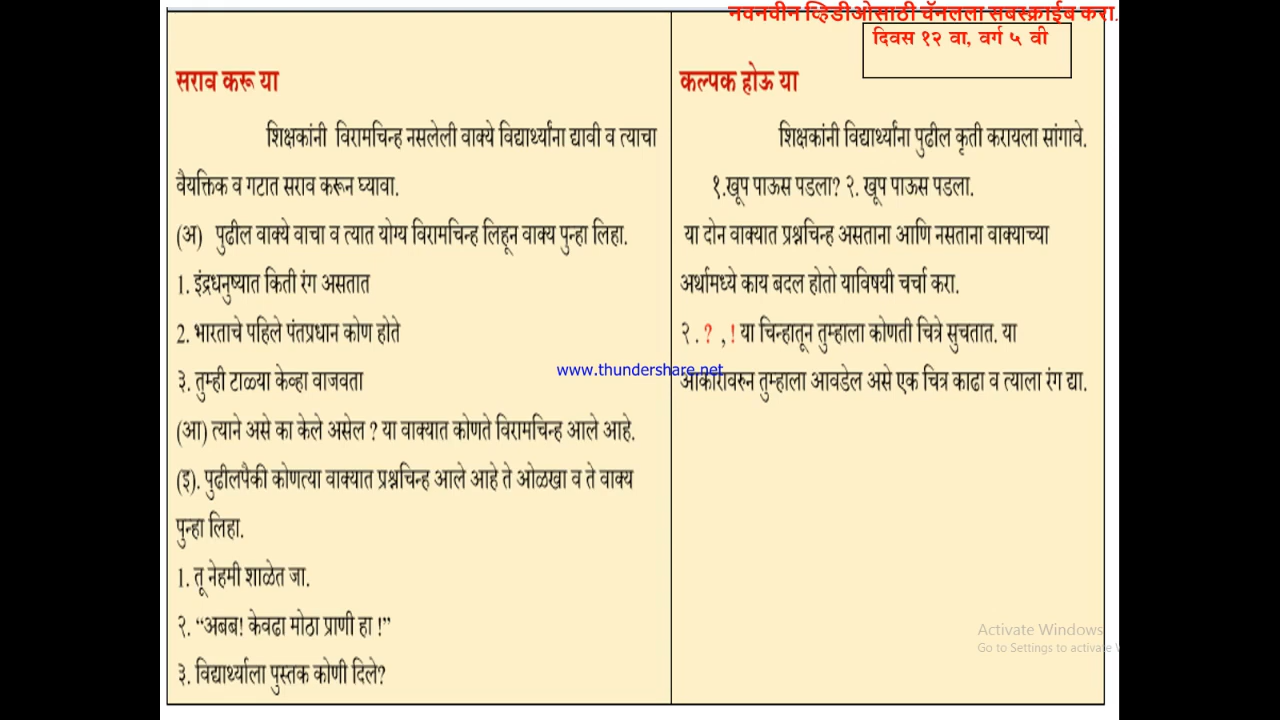 नवनवीन व्हिडीओसाठी चॅनलला सबस्क्राईब करा.
दिवस १२ वा, वर्ग ५ वी
सराव करू या
शिक्षकांनी विरामचिन्ह नसलेली वाक्ये विद्यार्थ्यांना द्यावी व त्याचा
वैयक्तिक व गटात सराव करून घ्यावा.
(अ) पुढील वाक्ये वाचा व त्यात योग्य विरामचिन्ह लिहून वाक्य पुन्हा लिहा.
1. इंद्रधनुष्यात किती रंग असतात
2. भारताचे पहिले पंतप्रधान कोण होते
३. तुम्ही टाळ्या केव्हा वाजवता
(आ) त्याने असे का केले असेल ? या वाक्यात कोणते विरामचिन्ह आले आहे.
(इ). पुढीलपैकी कोणत्या वाक्यात प्रश्नचिन्ह आले आहे ते ओळखा व ते वाक्य
पुन्हा लिहा.
1. तू नेहमी शाळेत जा.
२. “अबब! केवढा मोठा प्राणी हा !”
३. विद्यार्थ्याला पुस्तक कोणी दिले?
कल्पक होऊ या
शिक्षकांनी विद्यार्थ्यांना पुढील कृती करायला सांगावे.
१.खूप पाऊस पडला? २. खूप पाऊस पडला.
या दोन वाक्यात प्रश्नचिन्ह असताना आणि नसताना वाक्याच्या
अर्थामध्ये काय बदल होतो याविषयी चर्चा करा.
२ . ? , ! या चिन्हातून तुम्हाला कोणती चित्रे सुचतात. या
आकारावरुन तुम्हाला आवडेल असे एक चित्र काढा व त्याला रंग द्या.
www.thundershare.net
Activate Windows
Go to Settings to activate W